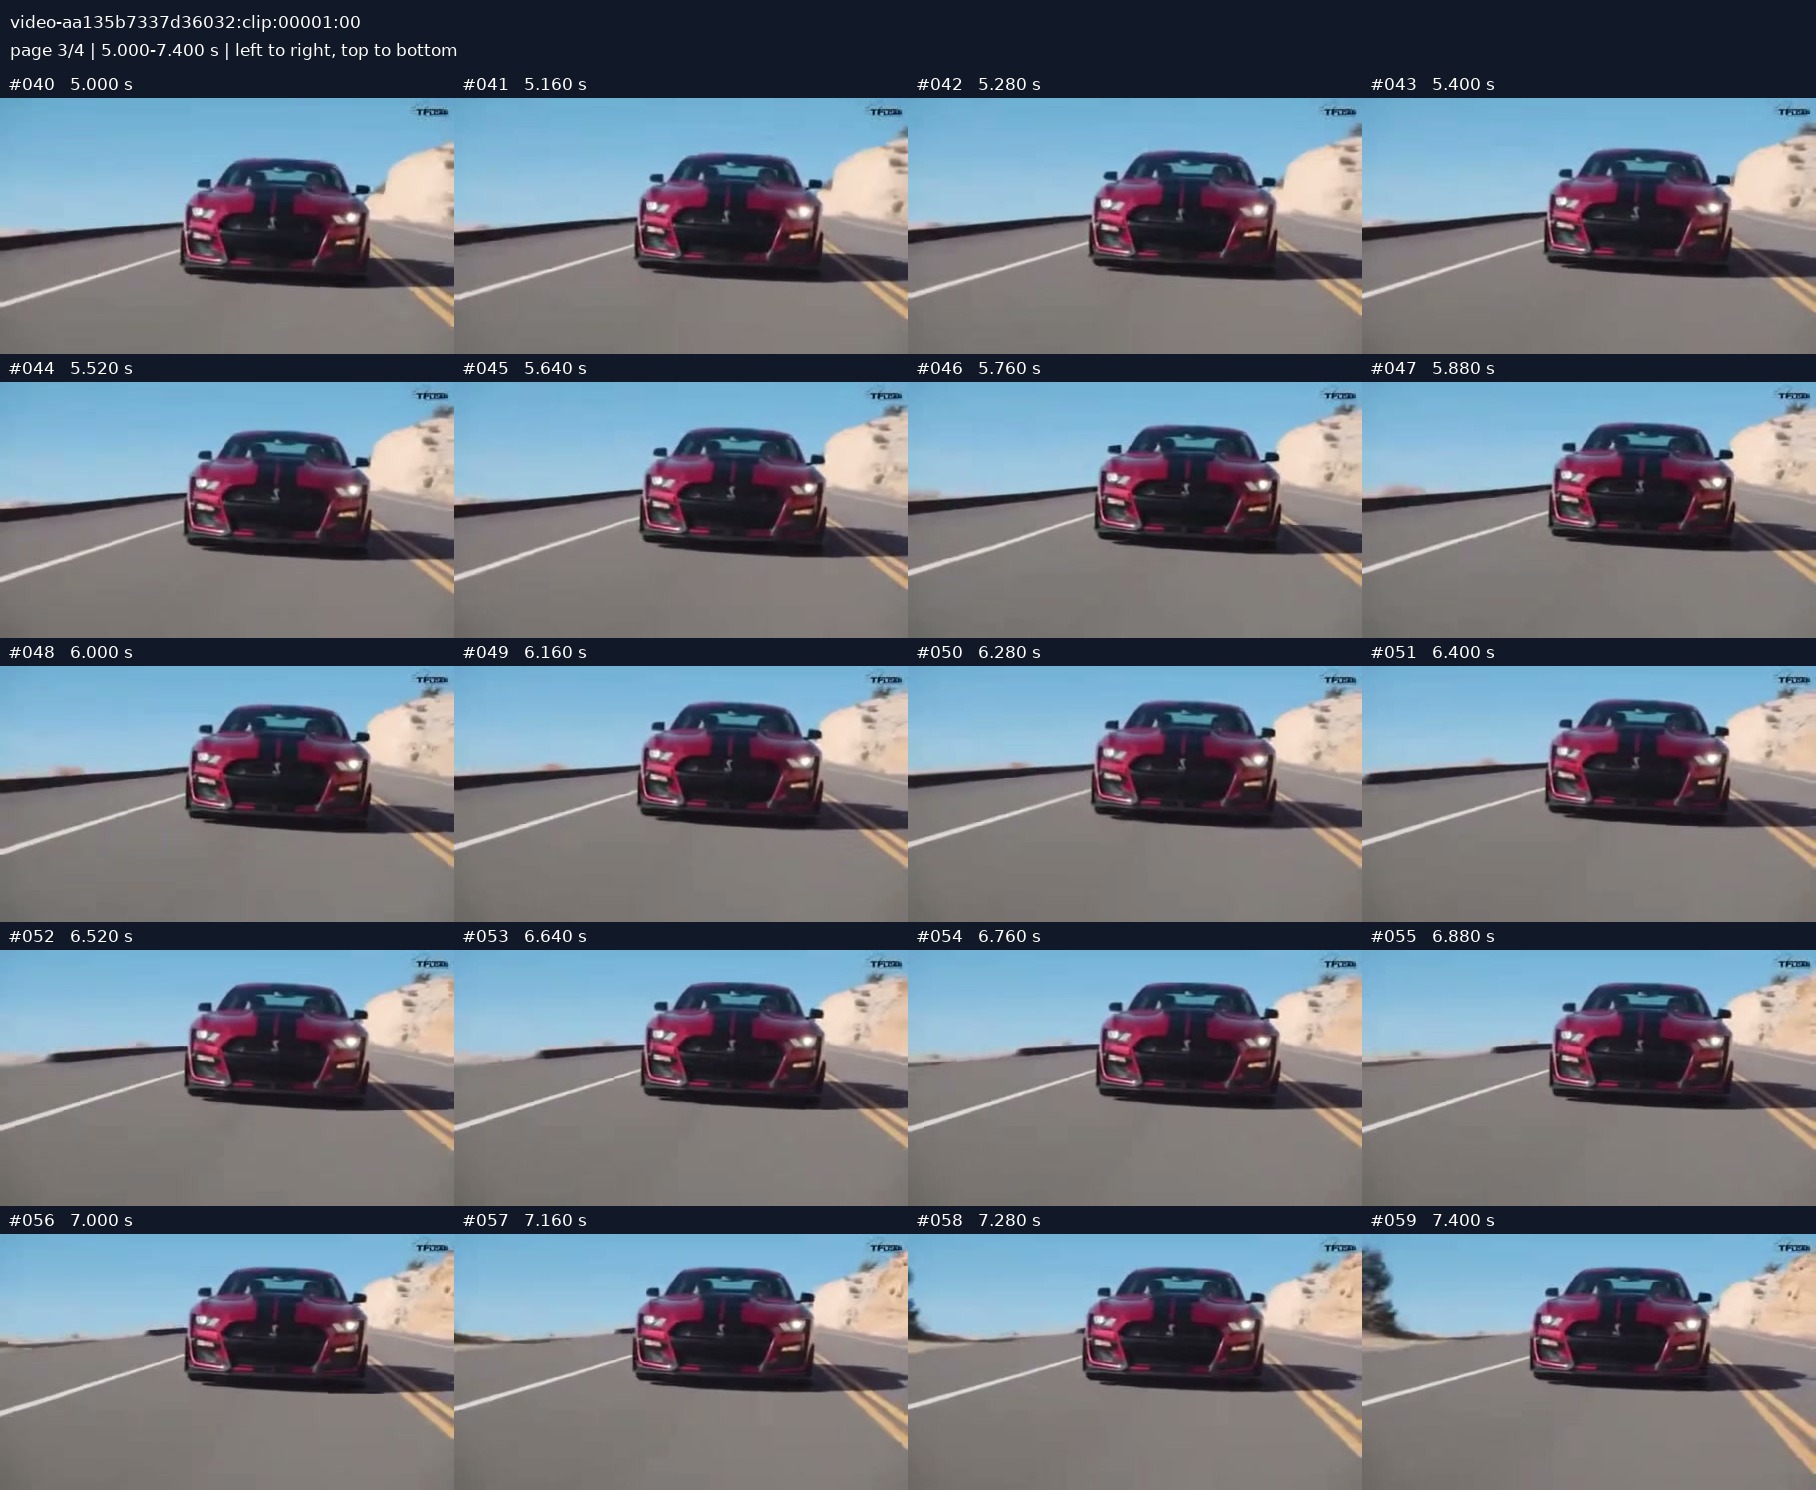 video-aa135b7337d36032:clip:00001:00
page 3/4 | 5.000-7.400 s | left to right, top to bottom
#040 5.000 s
#041 5.160 s
#042 5.280 s
#043 5.400 s
#044 5.520 s
#045 5.640 s
#046 5.760 s
#047 5.880 s
#048 6.000 s
#049 6.160 s
#050 6.280 s
#051 6.400 s
#052 6.520 s
#053 6.640 s
#054 6.760 s
#055 6.880 s
#056 7.000 s
#057 7.160 s
#058 7.280 s
#059 7.400 s